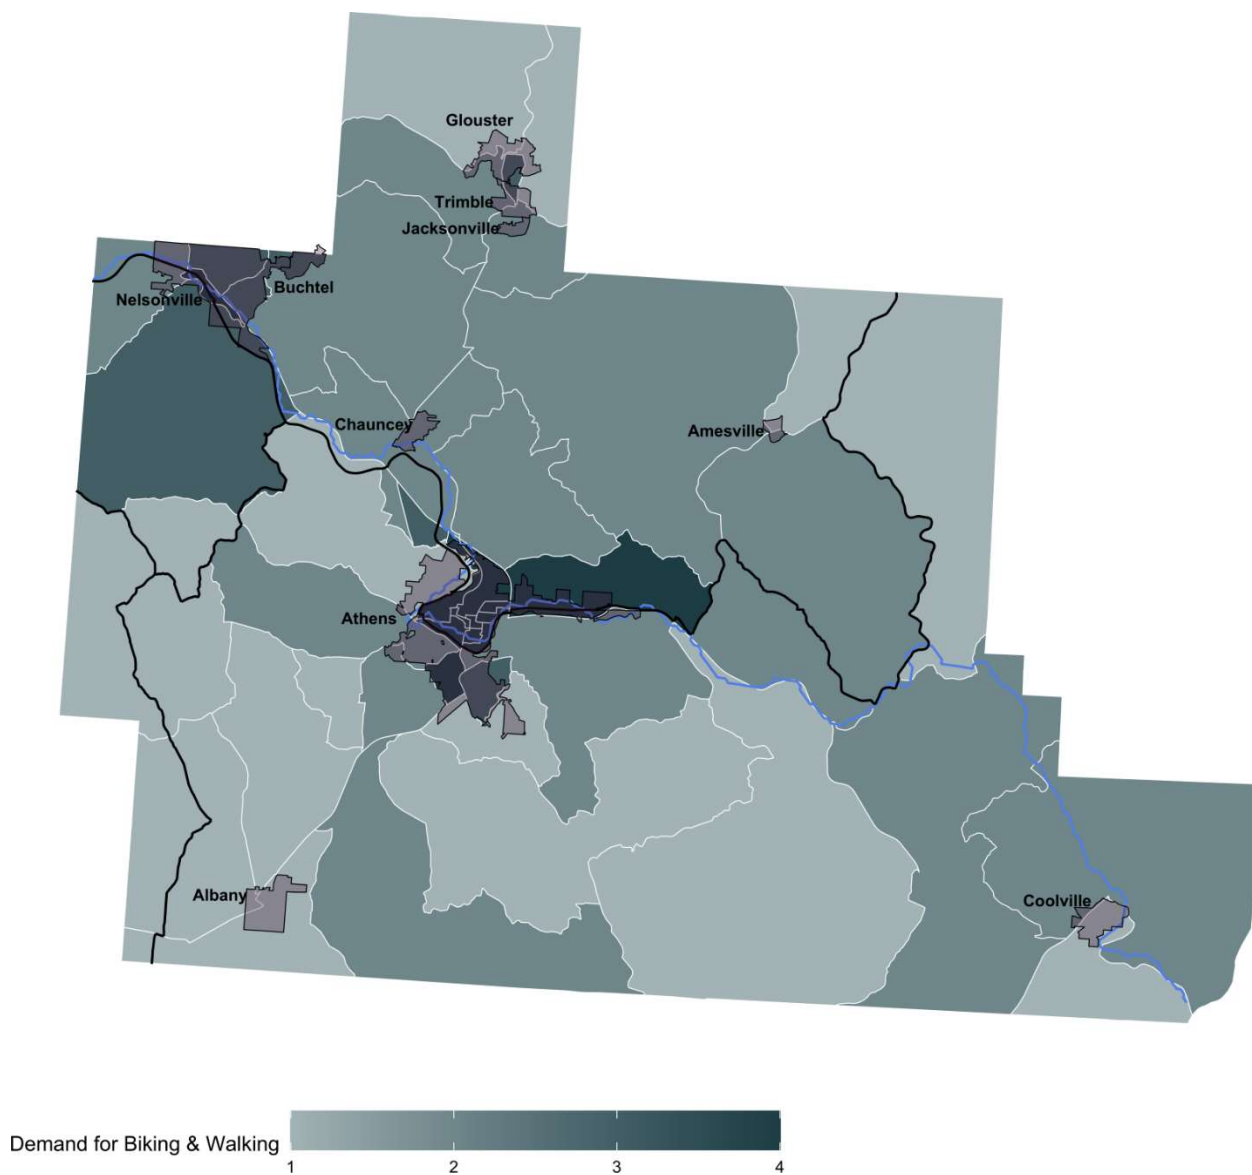 Glouster
Trimble
Jacksonville
Buchtel
Nelsonville
Chauncey
Amesville
Athens
Albany
Coolville
Demand for Biking & Walking
1 2 3 4